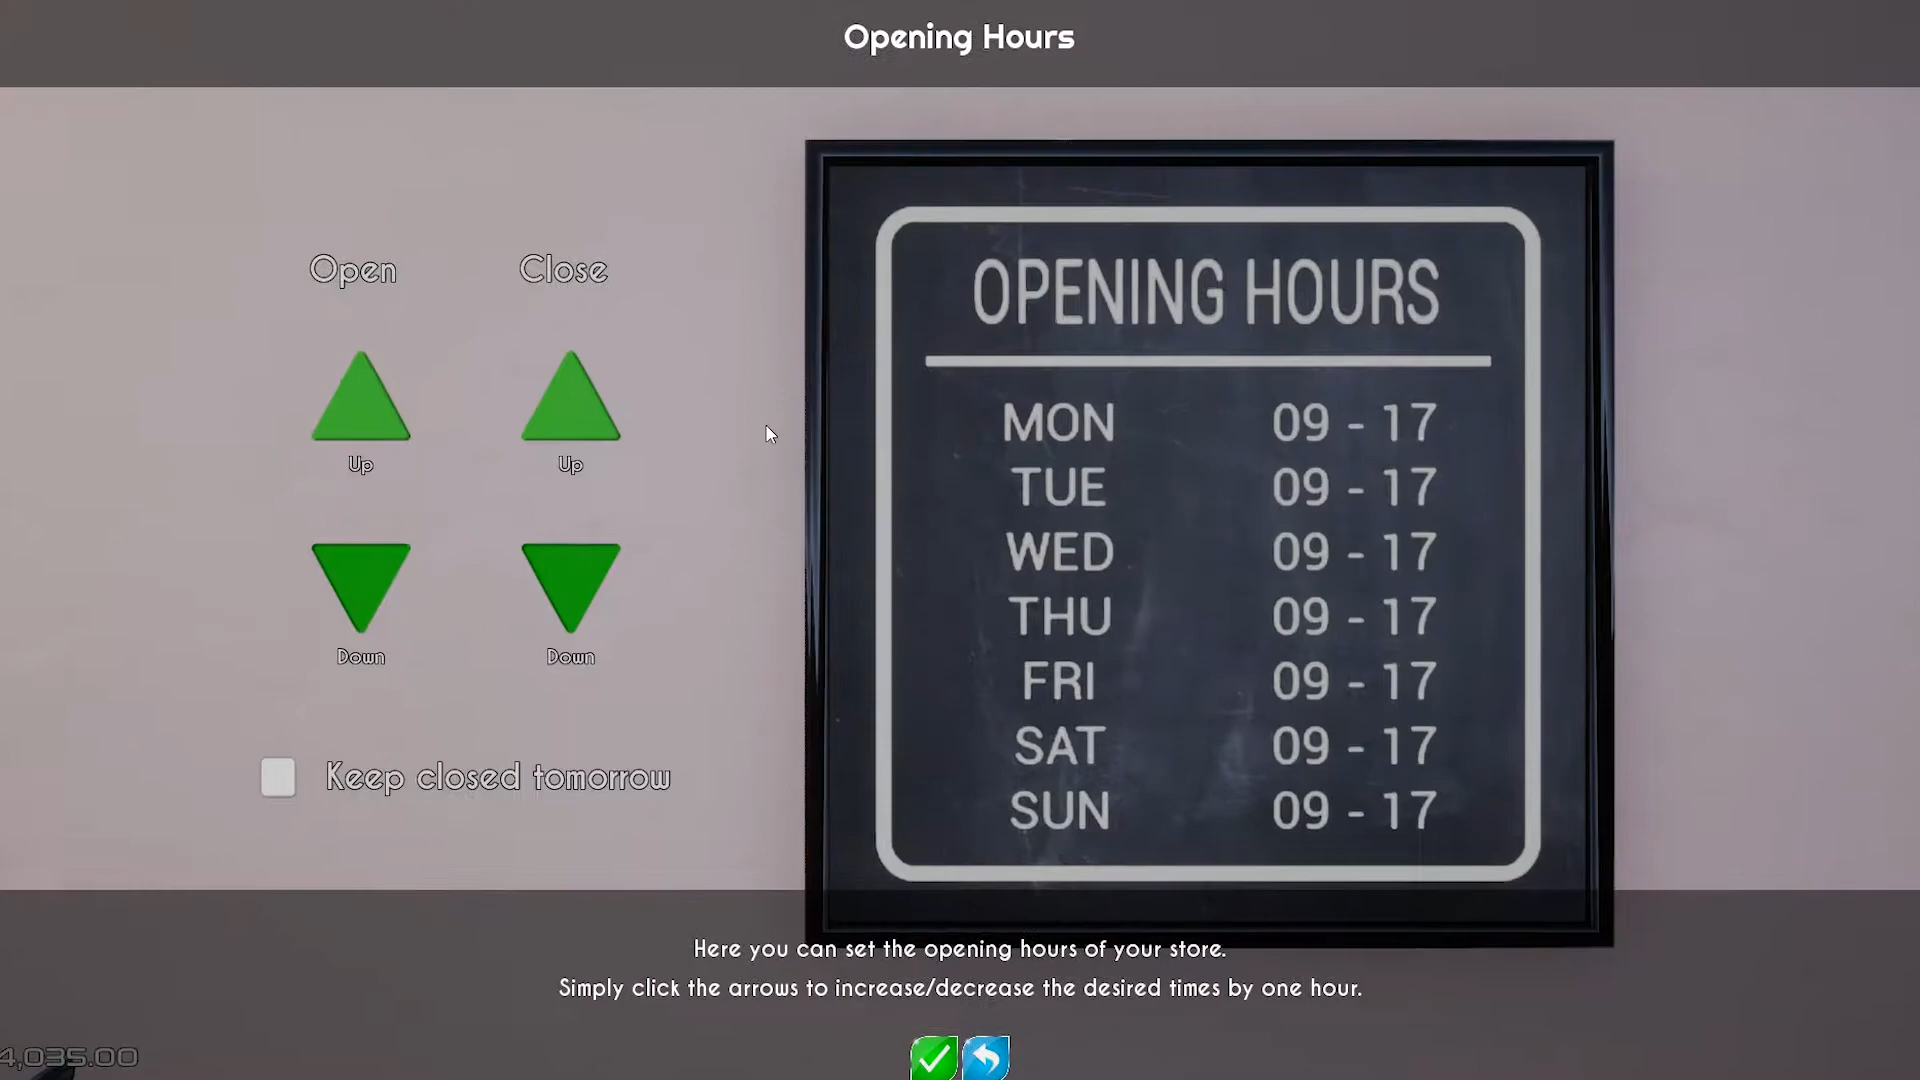 Opening Hours
Open Close
Up Up
Down Down
Keep closed tomorrow
OPENING HOURS
MON 09 - 17
TUE 09 - 17
WED 09 - 17
THU 09 - 17
FRI 09 - 17
SAT 09 - 17
SUN 09 - 17
Here you can set the opening hours of your store.
Simply click the arrows to increase/decrease the desired times by one hour.
4,035.00